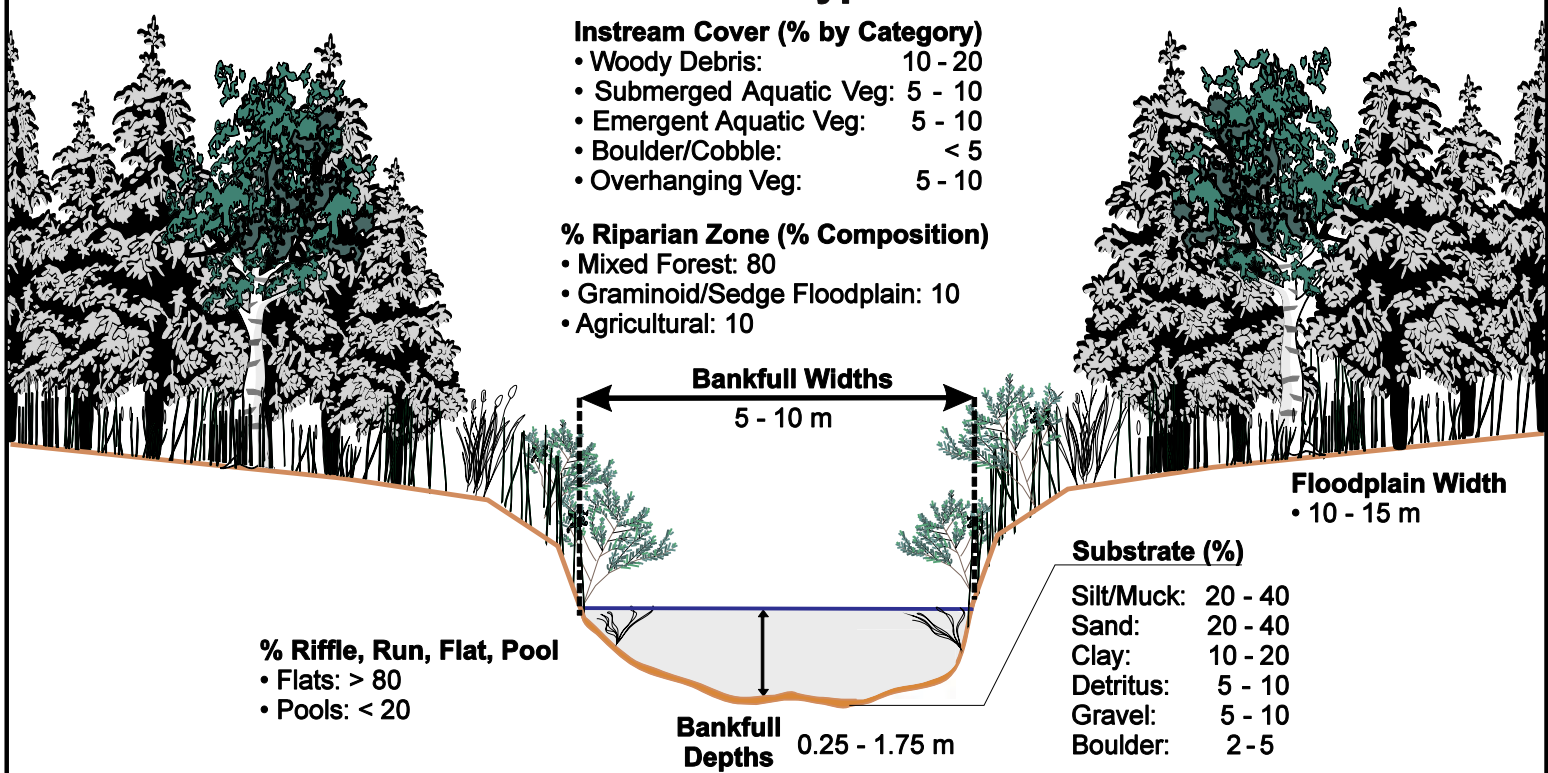 Instream Cover (% by Category)
• Woody Debris: 10 - 20
• Submerged Aquatic Veg: 5 - 10
• Emergent Aquatic Veg: 5 - 10
• Boulder/Cobble: < 5
• Overhanging Veg: 5 - 10
% Riparian Zone (% Composition)
• Mixed Forest: 80
• Graminoid/Sedge Floodplain: 10
• Agricultural: 10
Bankfull Widths
5 - 10 m
Floodplain Width
• 10 - 15 m
Substrate (%)
Silt/Muck: 20 - 40
Sand: 20 - 40
Clay: 10 - 20
Detritus: 5 - 10
Gravel: 5 - 10
Boulder: 2 - 5
% Riffle, Run, Flat, Pool
• Flats: > 80
• Pools: < 20
Bankfull
Depths 0.25 - 1.75 m